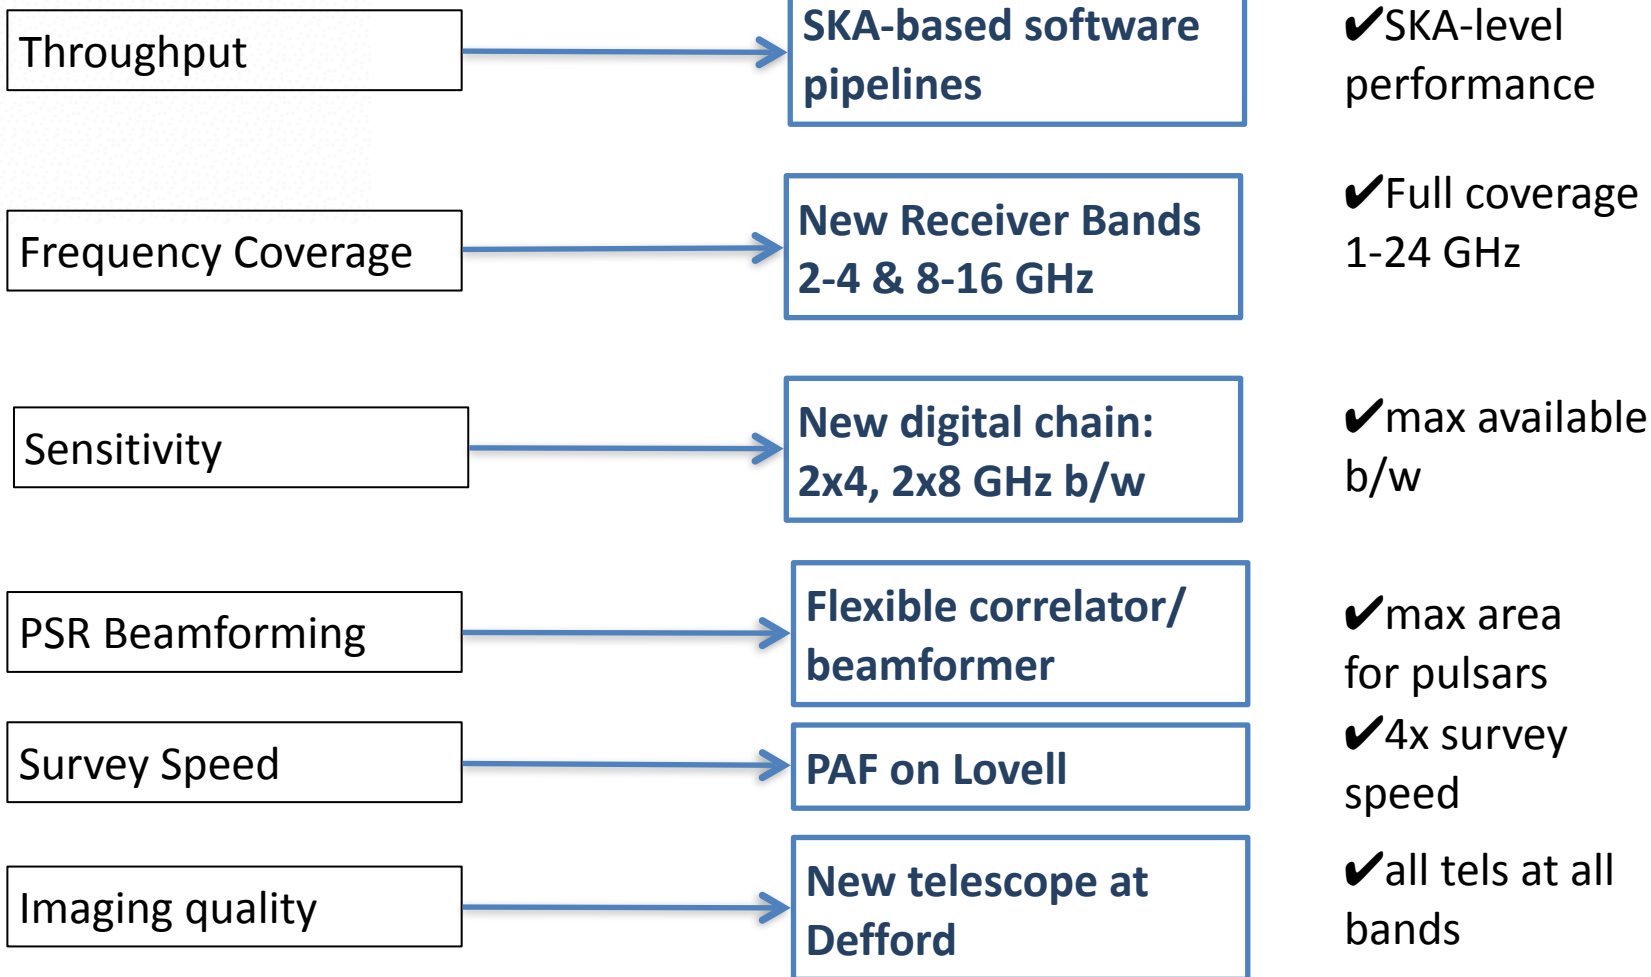 Throughput
SKA-based software
pipelines
✔SKA-level
performance
Frequency Coverage
New Receiver Bands
2-4 & 8-16 GHz
✔Full coverage
1-24 GHz
Sensitivity
New digital chain:
2x4, 2x8 GHz b/w
✔max available
b/w
PSR Beamforming
Flexible correlator/
beamformer
✔max area
for pulsars
Survey Speed
PAF on Lovell
✔4x survey
speed
Imaging quality
New telescope at
Defford
✔all tels at all
bands